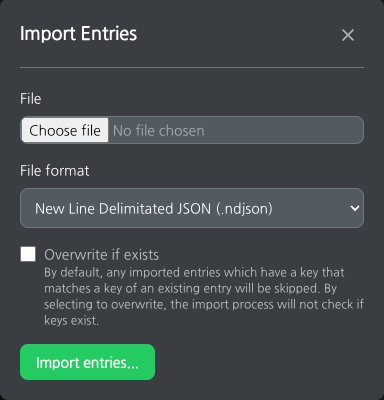 Import Entries
File
Choose file No file chosen
File format
New Line Delimitated JSON (.ndjson)
Overwrite if exists
By default, any imported entries which have a key that
matches a key of an existing entry will be skipped. By
selecting to overwrite, the import process will not check if
keys exist.
Import entries...